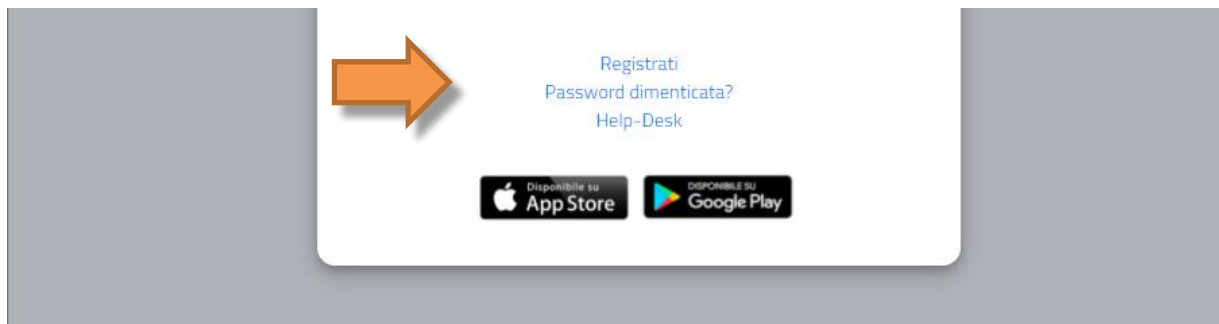 Registrati
Password dimenticata?
Help-Desk
Disponibile su
App Store
DISPONIBILE SU
Google Play